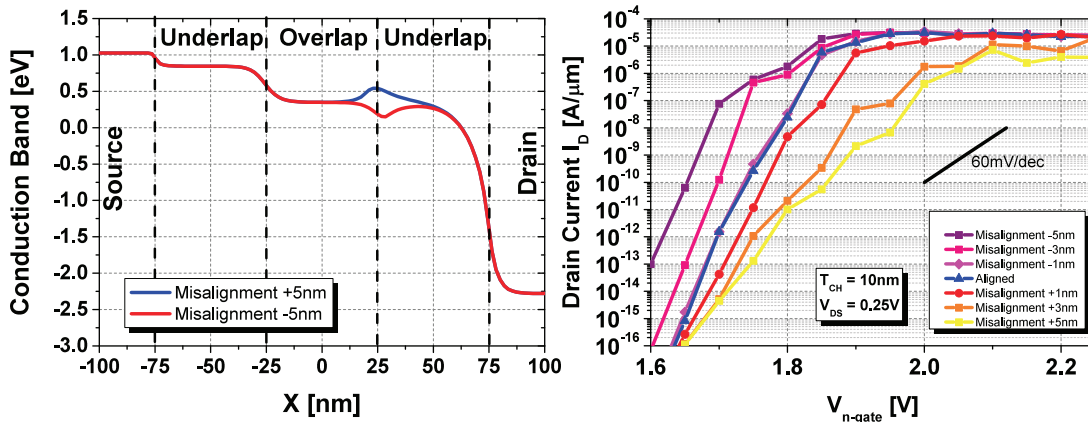 Underlap
Overlap
Underlap
Source
Drain
Misalignment +5nm
Misalignment -5nm
1.5
1.0
0.5
0.0
-0.5
-1.0
-1.5
-2.0
-2.5
-3.0
Conduction Band [eV]
-100 -75 -50 -25 0 25 50 75 100
X [nm]
10⁻⁴
10⁻⁵
10⁻⁶
10⁻⁷
10⁻⁸
10⁻⁹
10⁻¹⁰
10⁻¹¹
10⁻¹²
10⁻¹³
10⁻¹⁴
10⁻¹⁵
10⁻¹⁶
Drain Current I_D [A/μm]
60mV/dec
T_CH = 10nm
V_DS = 0.25V
Misalignment -5nm
Misalignment -3nm
Misalignment -1nm
Aligned
Misalignment +1nm
Misalignment +3nm
Misalignment +5nm
1.6 1.8 2.0 2.2
V_n-gate [V]